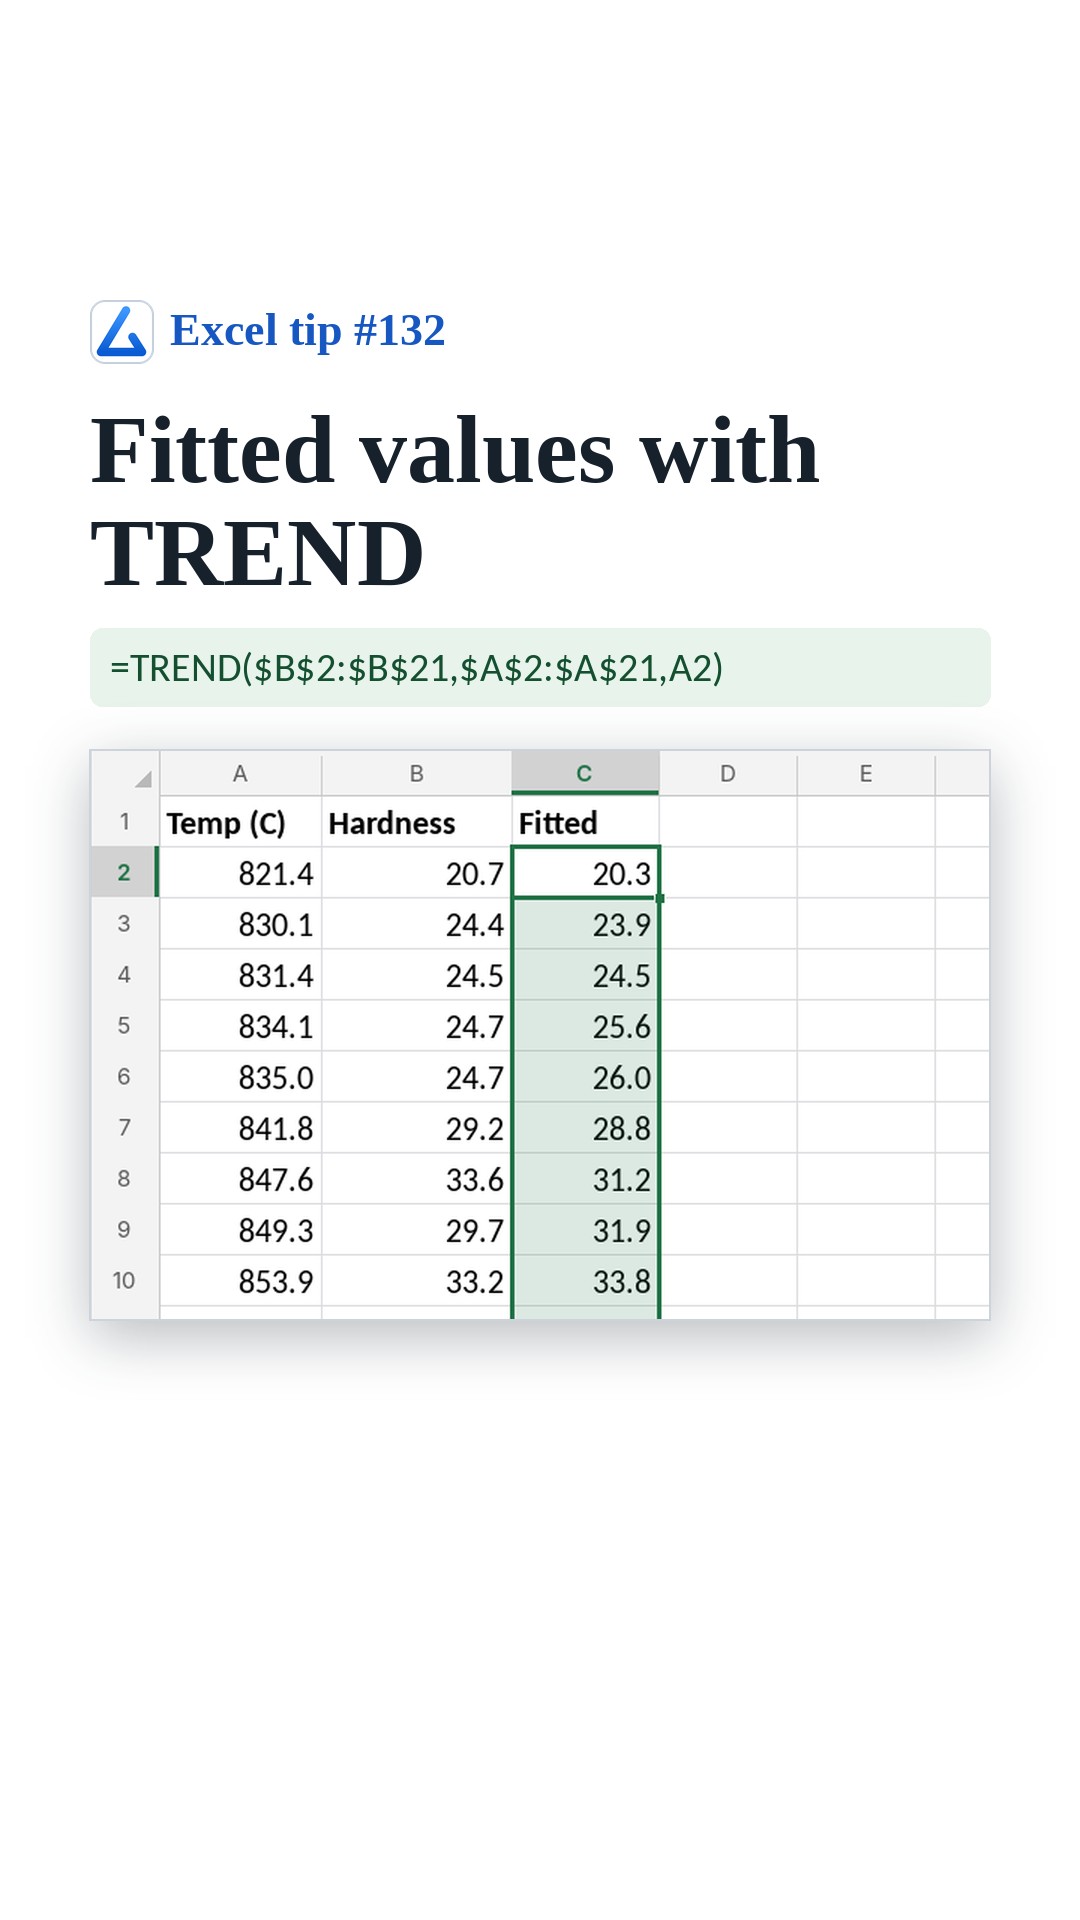 Excel tip #132
Fitted values with
TREND
=TREND($B$2:$B$21,$A$2:$A$21,A2)
A B C D E
1 Temp (C) Hardness Fitted
2 821.4 20.7 20.3
3 830.1 24.4 23.9
4 831.4 24.5 24.5
5 834.1 24.7 25.6
6 835.0 24.7 26.0
7 841.8 29.2 28.8
8 847.6 33.6 31.2
9 849.3 29.7 31.9
10 853.9 33.2 33.8